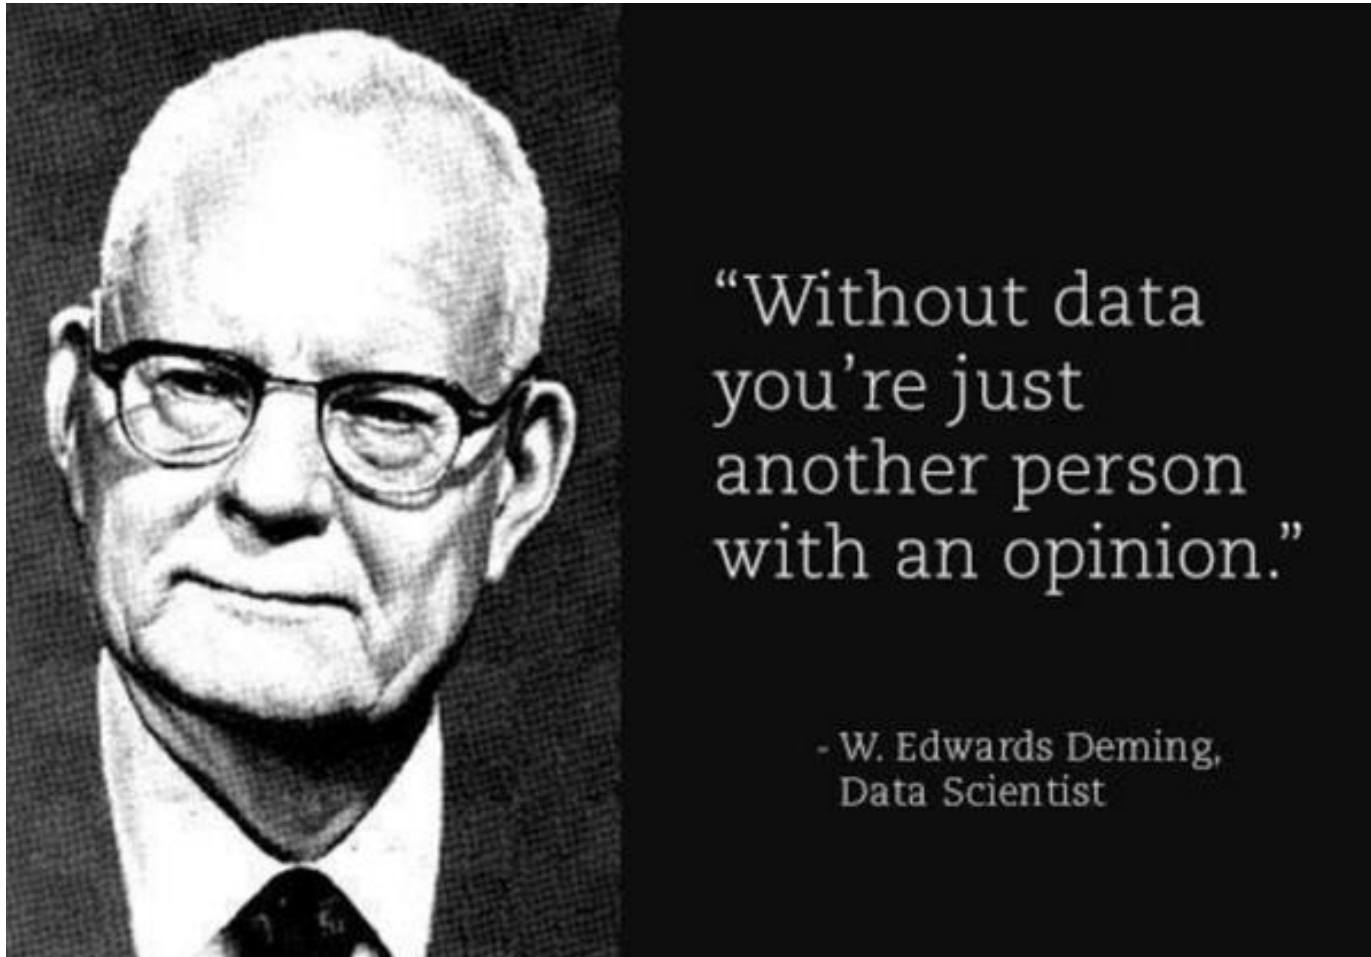 “Without data
you’re just
another person
with an opinion.”
- W. Edwards Deming,
Data Scientist